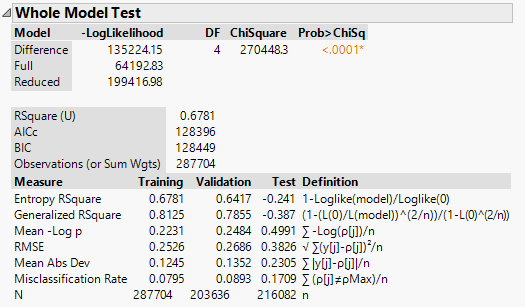 Whole Model Test
Model -LogLikelihood DF ChiSquare Prob>ChiSq
Difference 135224.15 4 270448.3 <.0001*
Full 64192.83
Reduced 199416.98
RSquare (U) 0.6781
AICc 128396
BIC 128449
Observations (or Sum Wgts) 287704
Measure Training Validation Test Definition
Entropy RSquare 0.6781 0.6417 -0.241 1-Loglike(model)/Loglike(0)
Generalized RSquare 0.8125 0.7855 -0.387 (1-(L(0)/L(model))^(2/n))/(1-L(0)^(2/n))
Mean -Log p 0.2231 0.2484 0.4991 ∑ -Log(ρ[j])/n
RMSE 0.2526 0.2686 0.3826 √ ∑(y[j]-ρ[j])²/n
Mean Abs Dev 0.1245 0.1352 0.2305 ∑ |y[j]-ρ[j]|/n
Misclassification Rate 0.0795 0.0893 0.1709 ∑ (ρ[j]≠ρMax)/n
N 287704 203636 216082 n